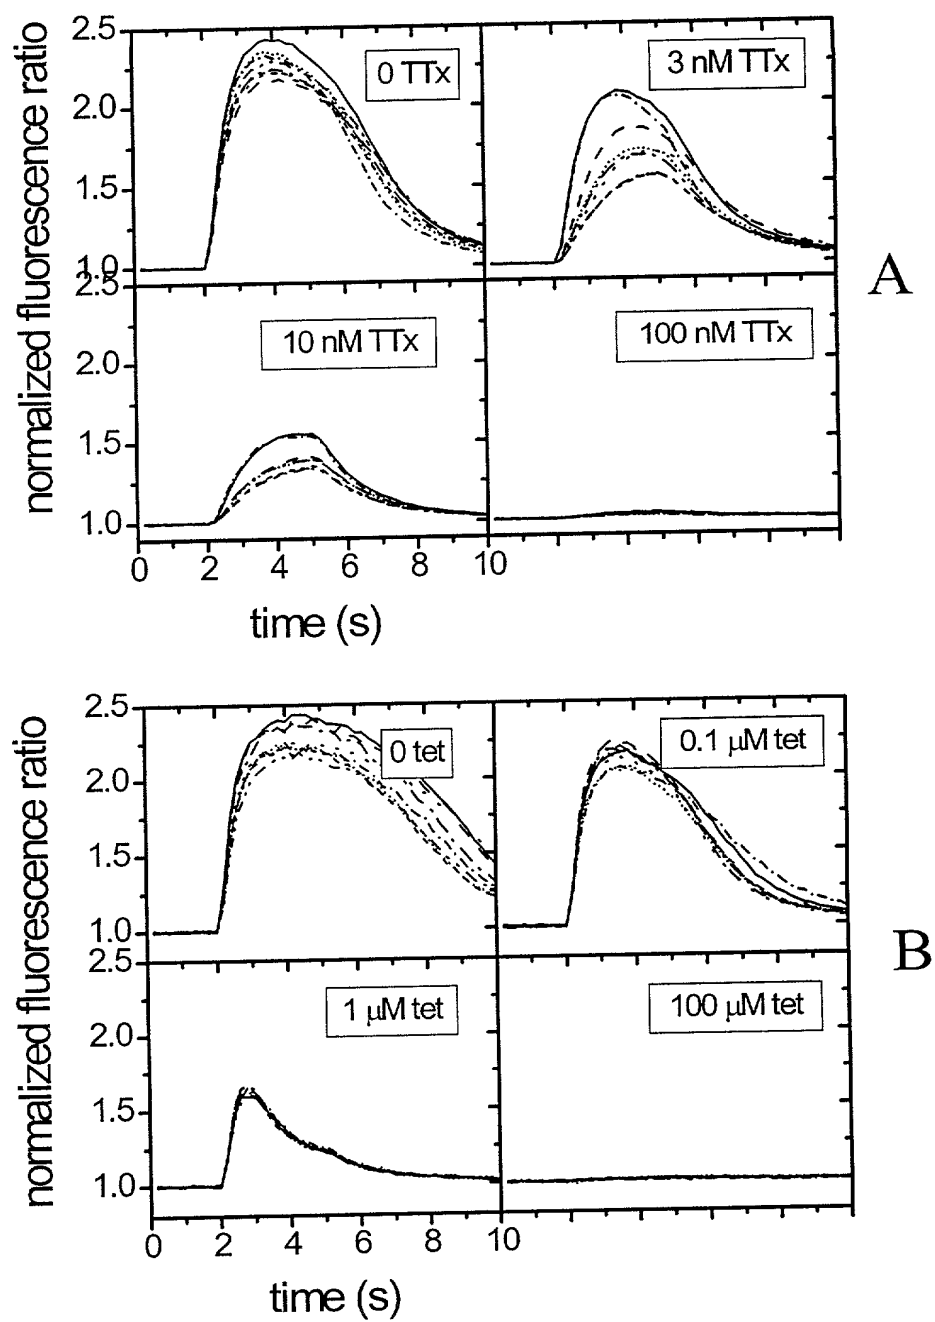 normalized fluorescence ratio
2.5
2.0
1.5
1.0
0 TTx
3 nM TTx
A
2.5
2.0
1.5
1.0
10 nM TTx
100 nM TTx
0 2 4 6 8 10
time (s)
normalized fluorescence ratio
2.5
2.0
1.5
1.0
0 tet
0.1 μM tet
B
2.5
2.0
1.5
1.0
1 μM tet
100 μM tet
0 2 4 6 8 10
time (s)